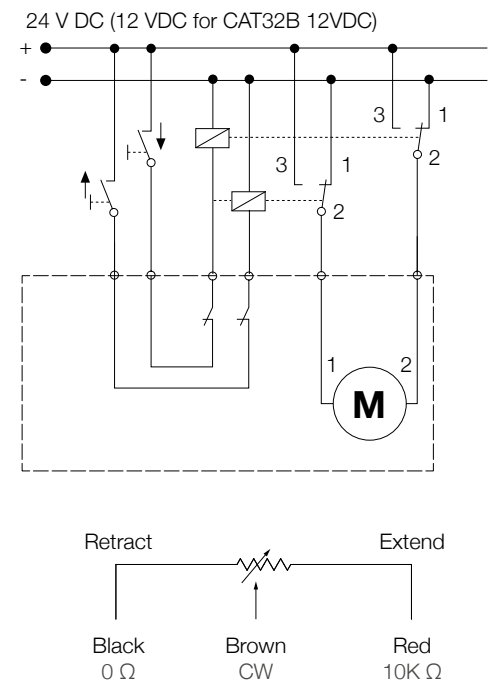 24 V DC (12 VDC for CAT32B 12VDC)
+
-
3 1
2
3 1
2
1 2
M
Retract Extend
Black Brown Red
0 Ω CW 10K Ω